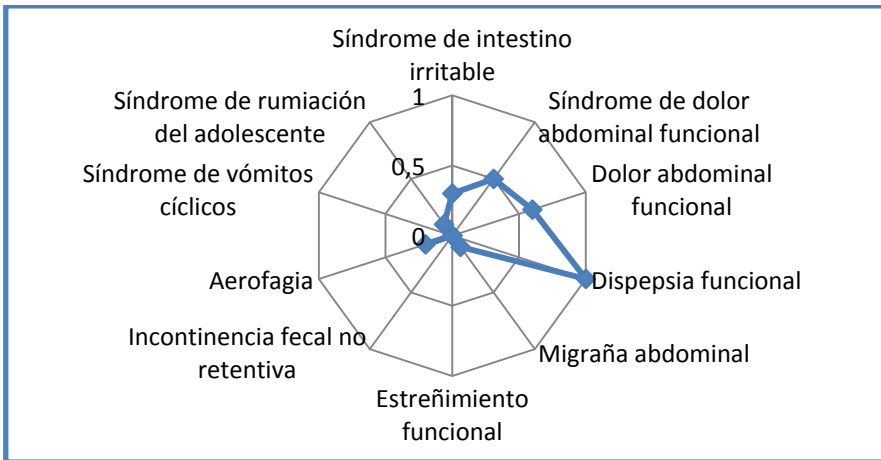 Síndrome de intestino
irritable
Síndrome de dolor
abdominal funcional
Dolor abdominal
funcional
Dispepsia funcional
Migraña abdominal
Estreñimiento
funcional
Incontinencia fecal no
retentiva
Aerofagia
Síndrome de vómitos
cíclicos
Síndrome de rumiación
del adolescente
1
0,5
0